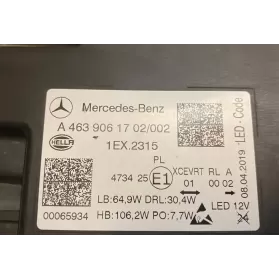 Mercedes-Benz
A 463 906 17 02/002
HELLA
1EX.2315
PL
4734 25 E1
XCEVRT RL A
01 00 02
LB:64,9W DRL:30,4W
HB:106,2W PO:7,7W
LED 12V
24
00065934
08.04.2019 LED-Code